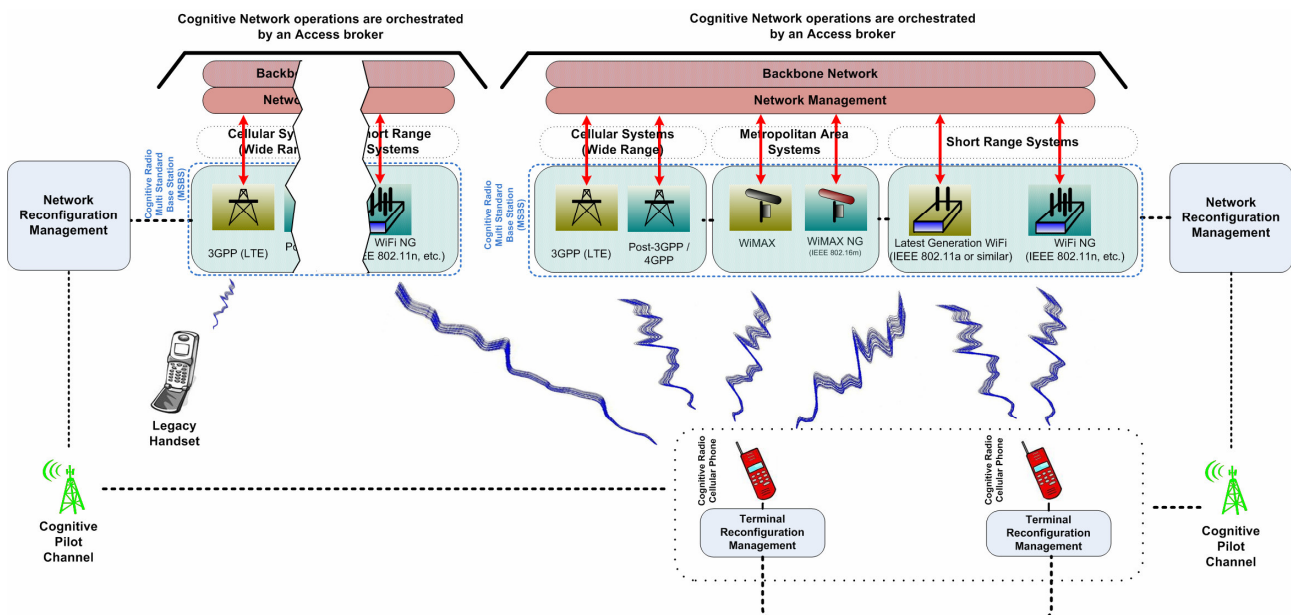 Cognitive Network operations are orchestrated
by an Access broker
Cognitive Network operations are orchestrated
by an Access broker
Backbone Network
Network Management
Cellular
(Wide
Short Range
Systems
Cellular Systems
(Wide Range)
Metropolitan Area
Systems
Short Range Systems
Network
Reconfiguration
Management
Cognitive Radio
Multi Standard
Base Station
(MSBS)
3GPP (LTE)
WiFi NG
802.11n, etc.)
Cognitive Radio
Multi Standard
Base Station
(MSBS)
3GPP (LTE)
Post-3GPP /
4GPP
WiMAX
WiMAX NG
(IEEE 802.16m)
Latest Generation WiFi
(IEEE 802.11a or similar)
WiFi NG
(IEEE 802.11n, etc.)
Network
Reconfiguration
Management
Legacy
Handset
Cognitive
Pilot
Channel
Cognitive Radio
Cellular Phone
Terminal
Reconfiguration
Management
Cognitive Radio
Cellular Phone
Terminal
Reconfiguration
Management
Cognitive
Pilot
Channel